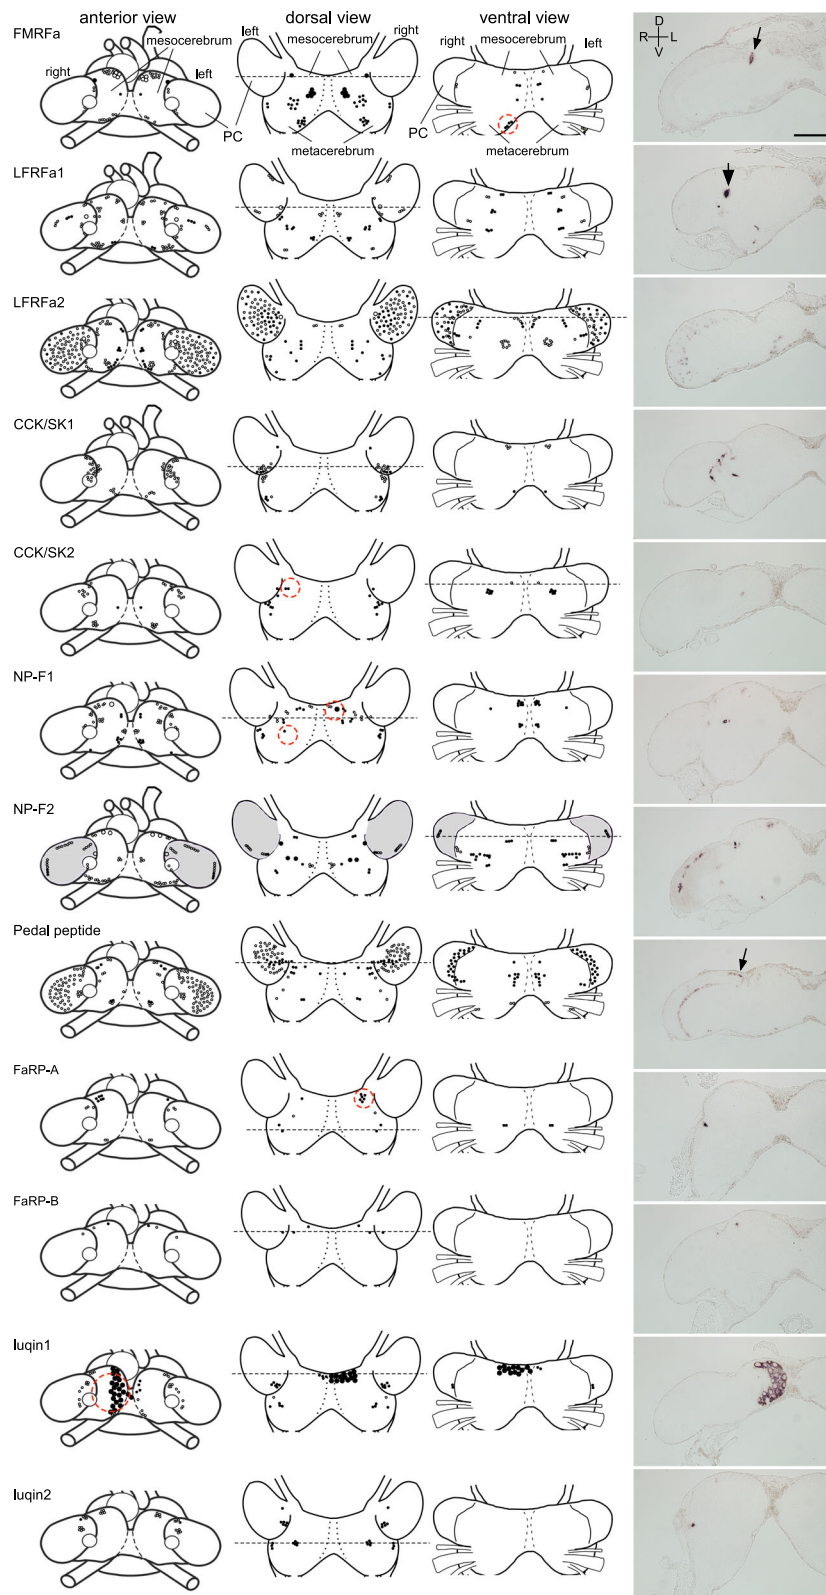 anterior view dorsal view ventral view
FMRFa
mesocerebrum left mesocerebrum right right mesocerebrum left
D
R L
V
right left
PC PC
metacerebrum metacerebrum
LFRFa1
LFRFa2
CCK/SK1
CCK/SK2
NP-F1
NP-F2
Pedal peptide
FaRP-A
FaRP-B
luqin1
luqin2